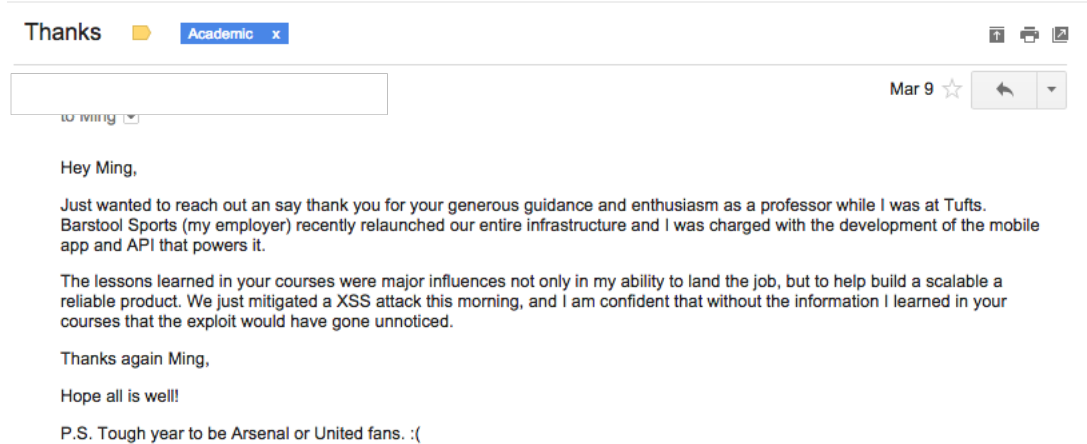 Thanks
Academic x
Mar 9
to Ming
Hey Ming,
Just wanted to reach out an say thank you for your generous guidance and enthusiasm as a professor while I was at Tufts.
Barstool Sports (my employer) recently relaunched our entire infrastructure and I was charged with the development of the mobile
app and API that powers it.
The lessons learned in your courses were major influences not only in my ability to land the job, but to help build a scalable a
reliable product. We just mitigated a XSS attack this morning, and I am confident that without the information I learned in your
courses that the exploit would have gone unnoticed.
Thanks again Ming,
Hope all is well!
P.S. Tough year to be Arsenal or United fans. :(